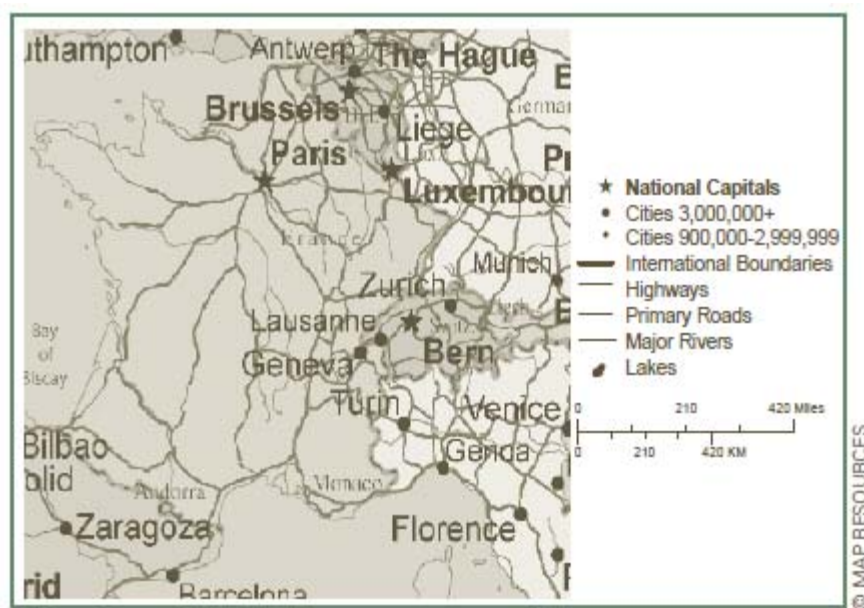 uthampton
Antwerp
The Hague
Brussels
Liege
German
Paris
Luxembou
France
Munich
Zurich
Lausanne
Bern
Geneva
Bay
of
Biscay
Turin
Venice
Bilbao
olid
Genoa
Andorra
Monaco
Zaragoza
Florence
rid
Barcelona
National Capitals
Cities 3,000,000+
Cities 900,000-2,999,999
International Boundaries
Highways
Primary Roads
Major Rivers
Lakes
0 210 420 Miles
0 210 420 KM
© MAP RESOURCES